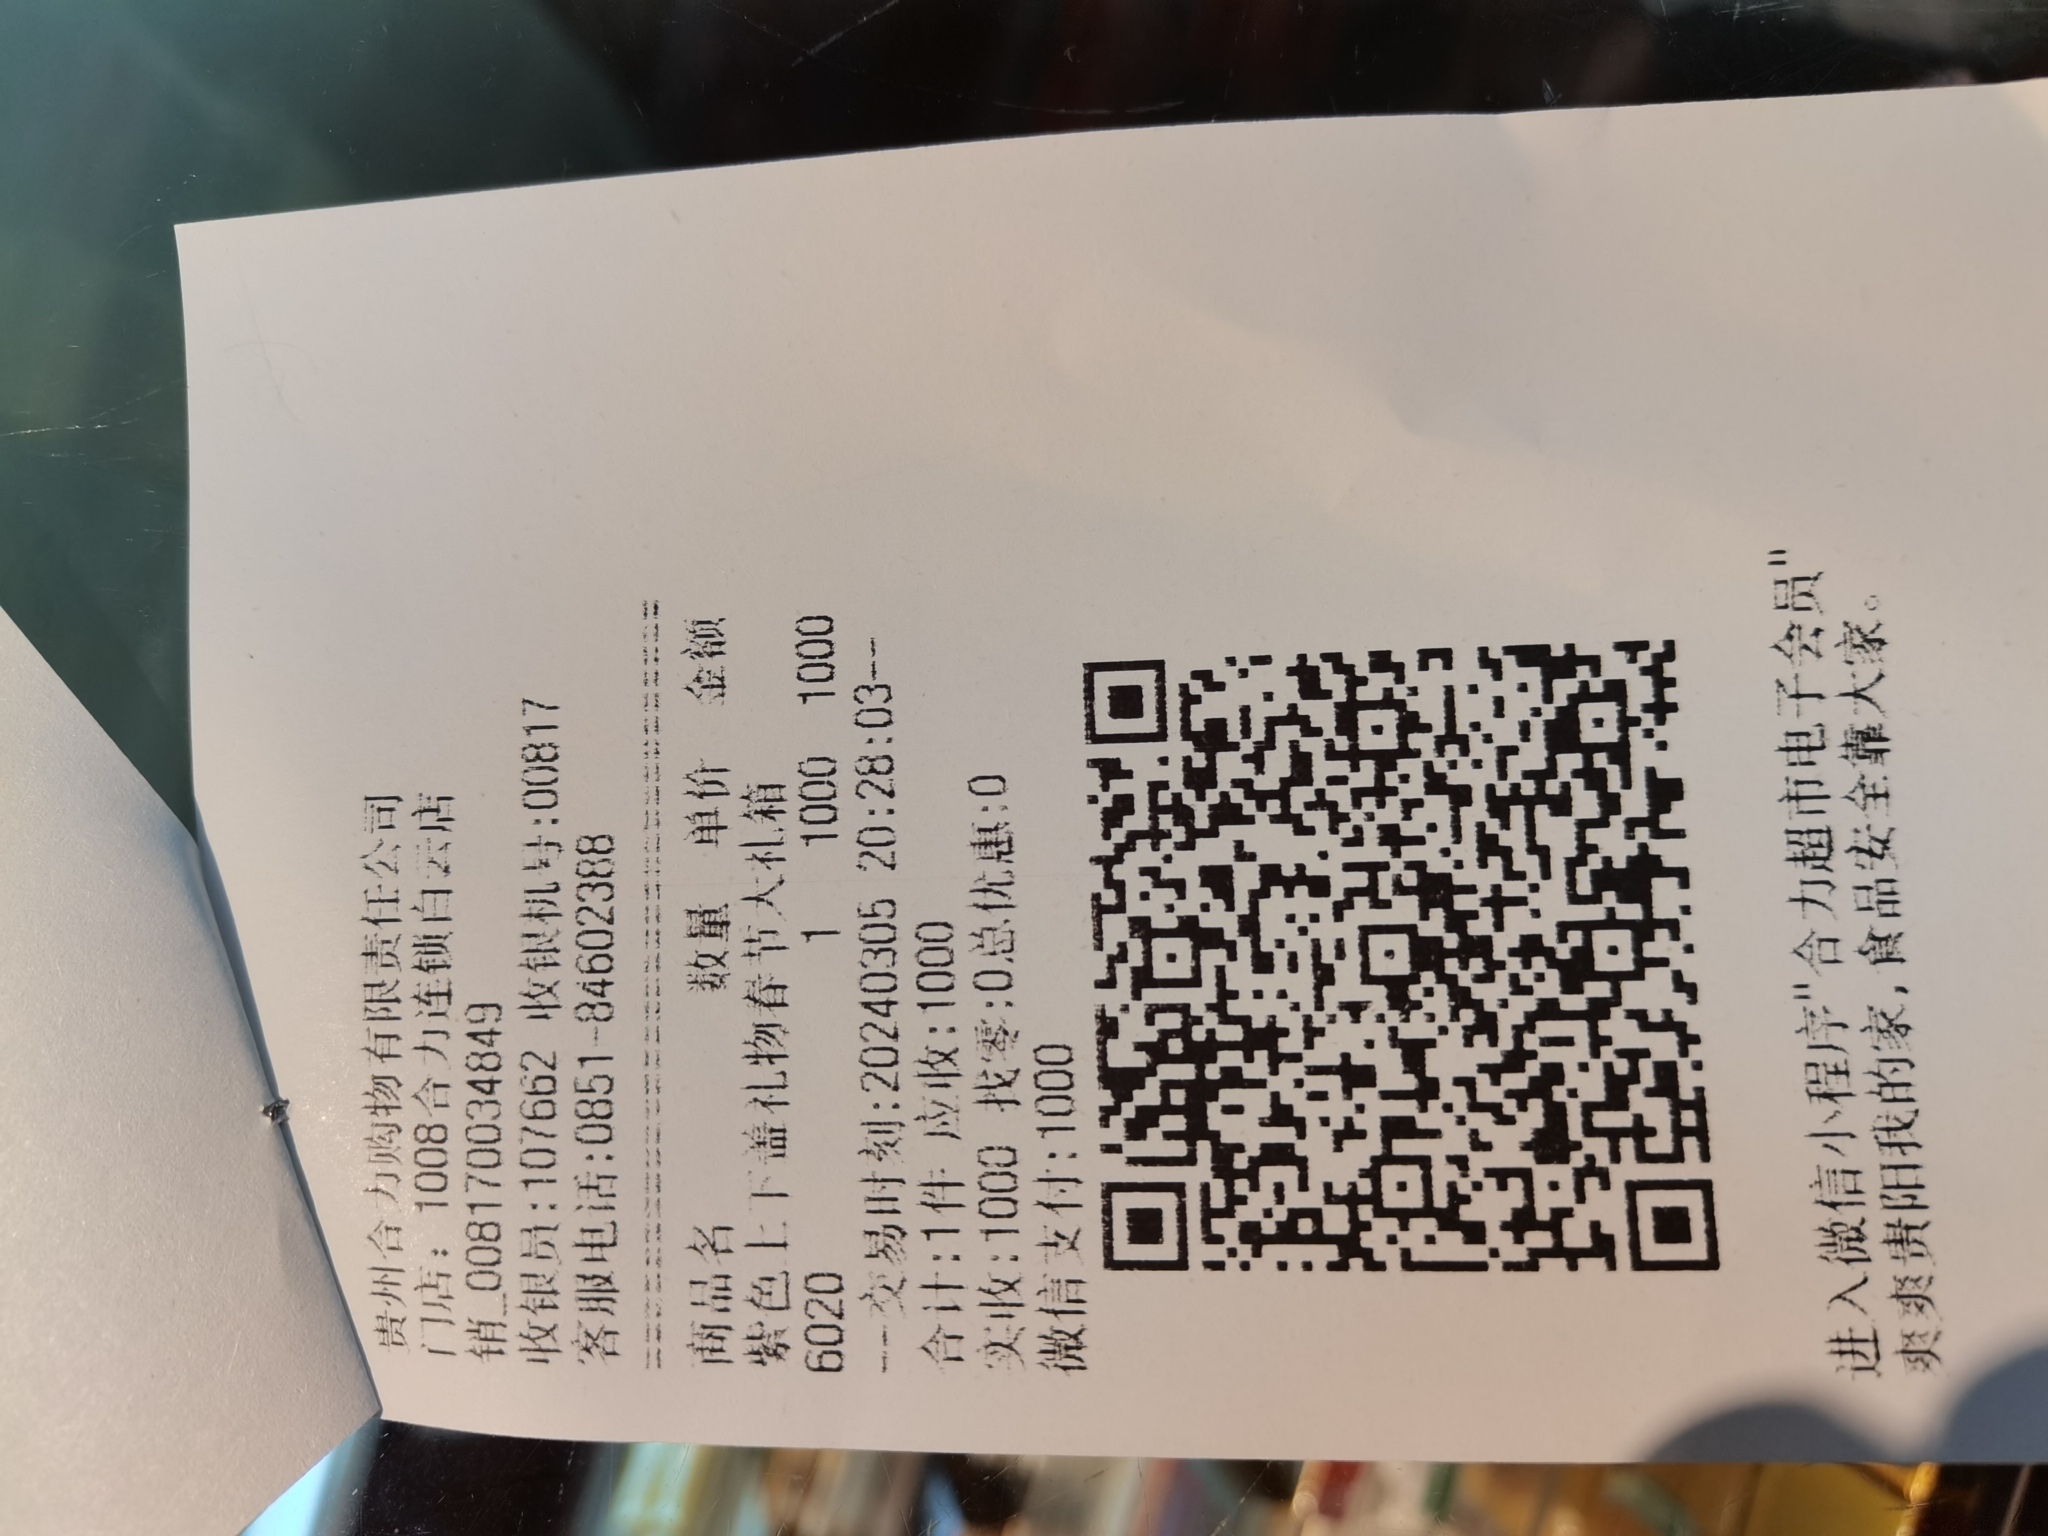 贵州合力购物有限责任公司
门店: 1008合力连锁白云店
销_0081700034849
收银员:107662 收银机号:00817
客服电话:0851-84602388
商品名 数量 单价 金额
紫色上下盖礼物春节大礼箱
6020 1 1000 1000
--交易时刻:20240305 20:28:03--
合计:1件 应收:1000
实收:1000 找零:0总优惠:0
微信支付:1000
进入微信小程序"合力超市电子会员"
爽爽贵阳我的家,食品安全靠大家。